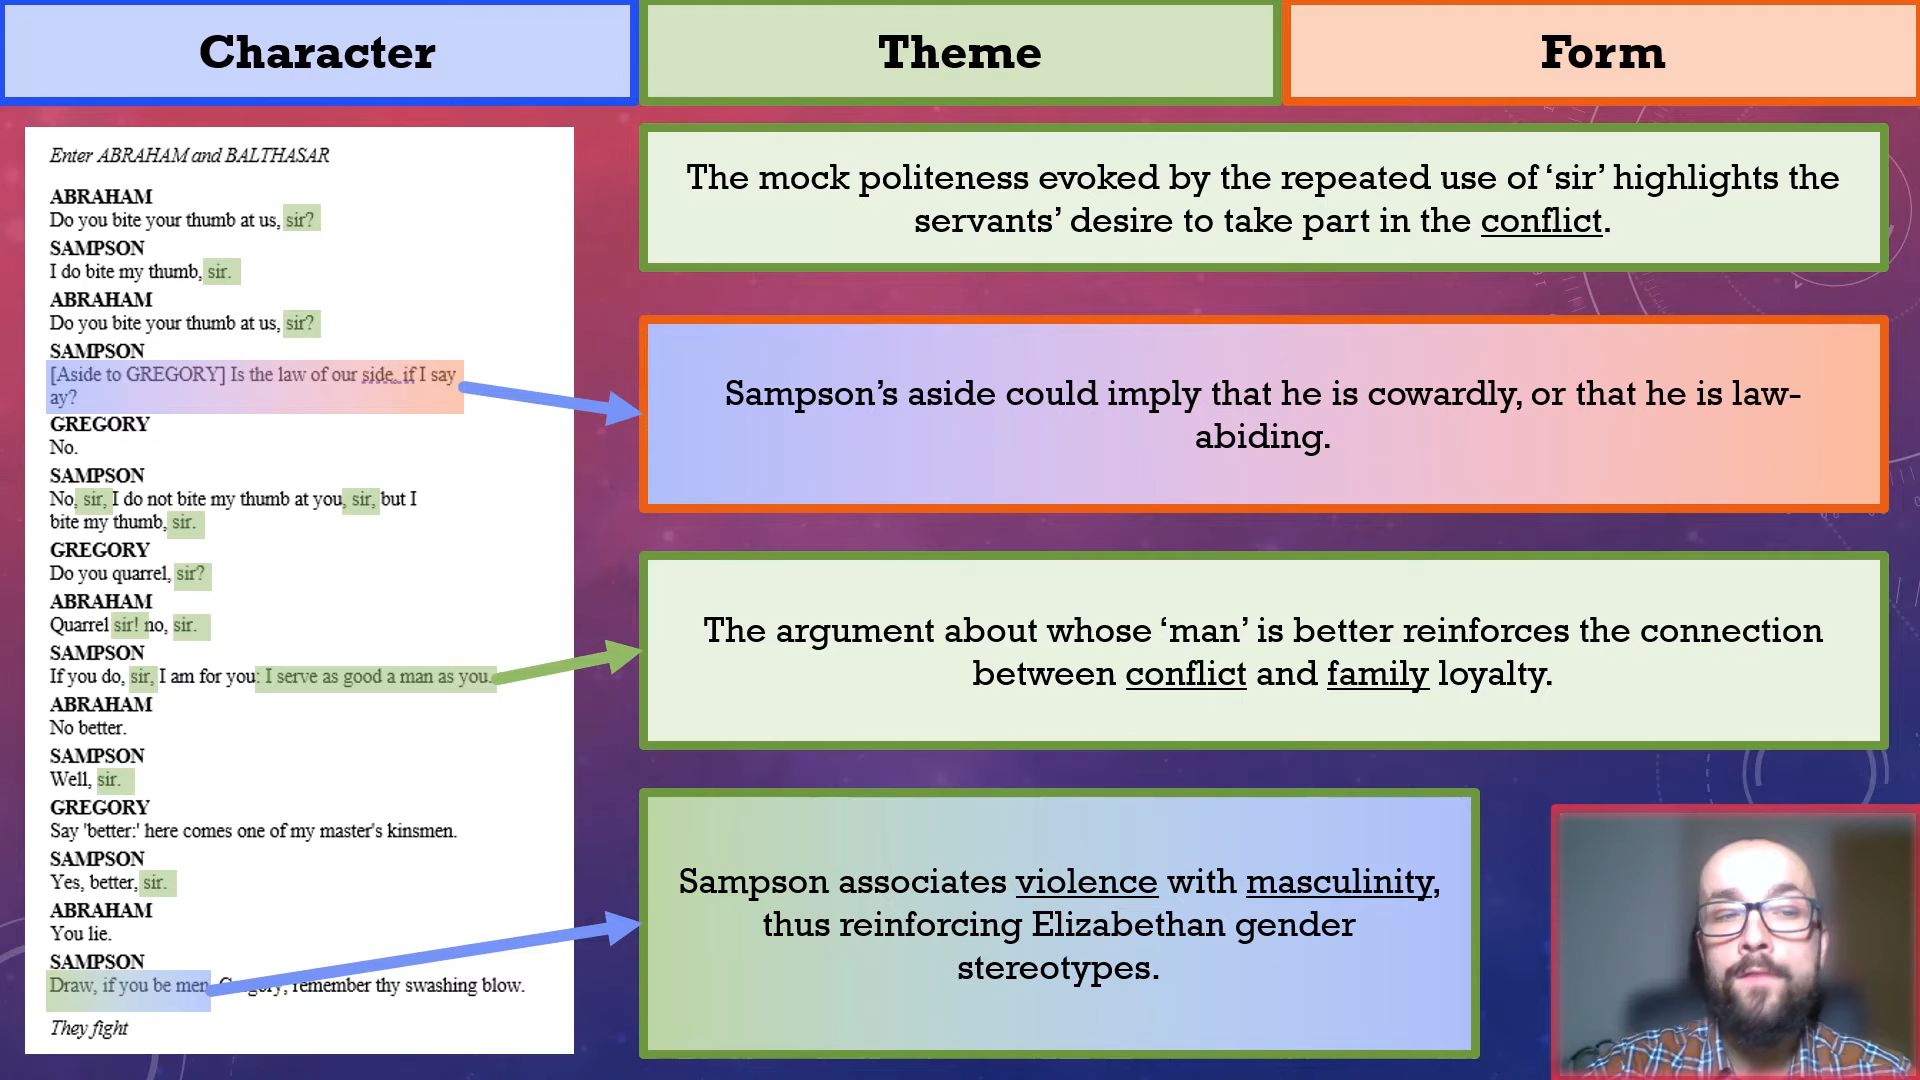 Character
Theme
Form
Enter ABRAHAM and BALTHASAR
ABRAHAM
Do you bite your thumb at us, sir?
SAMPSON
I do bite my thumb, sir.
ABRAHAM
Do you bite your thumb at us, sir?
SAMPSON
[Aside to GREGORY] Is the law of our side, if I say
ay?
GREGORY
No.
SAMPSON
No, sir, I do not bite my thumb at you, sir, but I
bite my thumb, sir.
GREGORY
Do you quarrel, sir?
ABRAHAM
Quarrel sir! no, sir.
SAMPSON
If you do, sir, I am for you: I serve as good a man as you.
ABRAHAM
No better.
SAMPSON
Well, sir.
GREGORY
Say 'better:' here comes one of my master's kinsmen.
SAMPSON
Yes, better, sir.
ABRAHAM
You lie.
SAMPSON
Draw, if you be men. Gregory, remember thy swashing blow.
They fight
The mock politeness evoked by the repeated use of ‘sir’ highlights the
servants’ desire to take part in the conflict.
Sampson’s aside could imply that he is cowardly, or that he is law-
abiding.
The argument about whose ‘man’ is better reinforces the connection
between conflict and family loyalty.
Sampson associates violence with masculinity,
thus reinforcing Elizabethan gender
stereotypes.